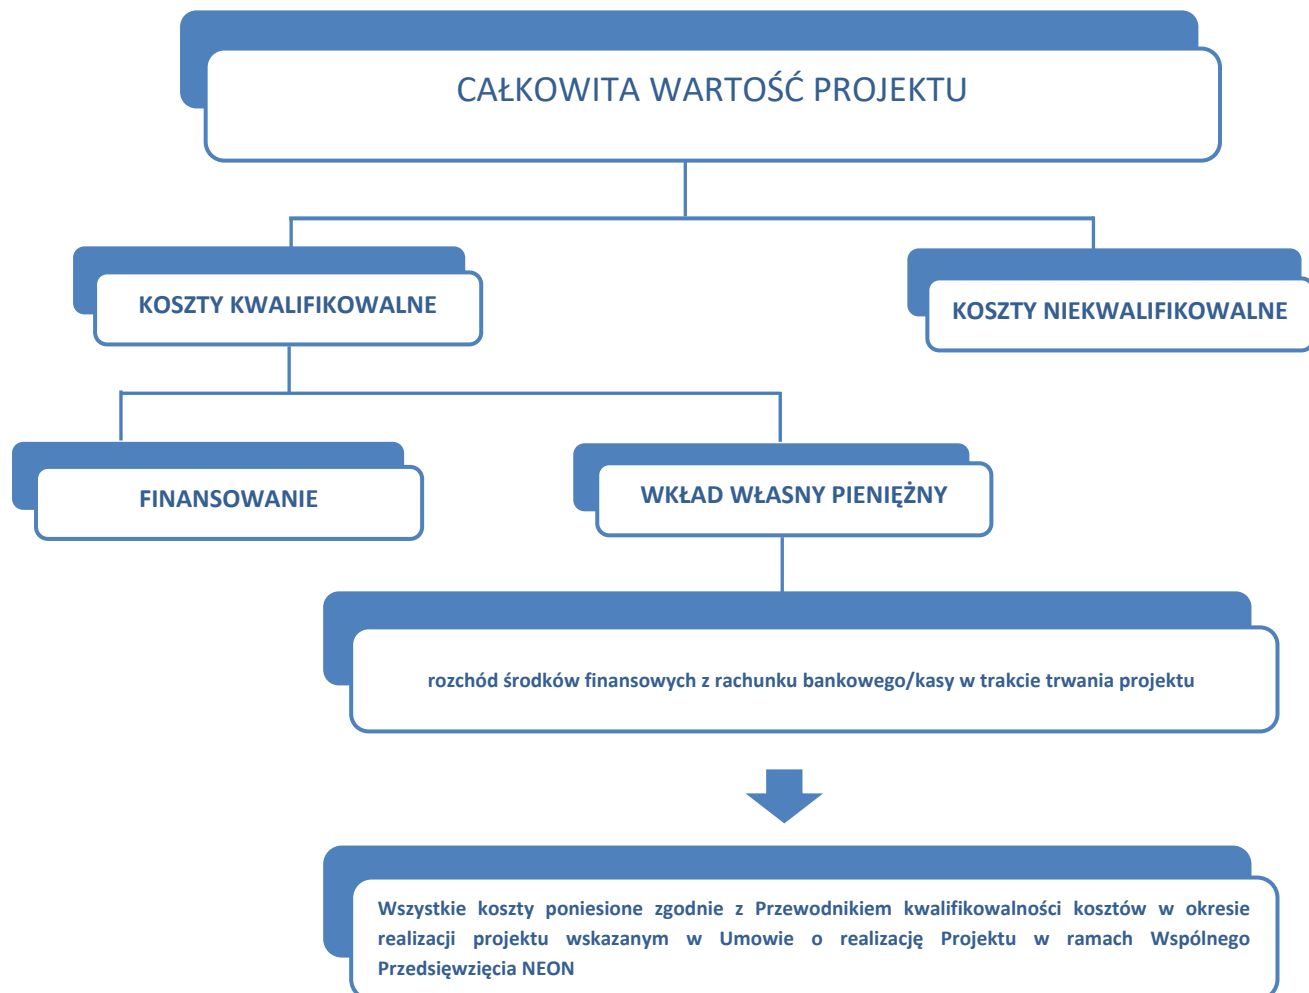 CAŁKOWITA WARTOŚĆ PROJEKTU
KOSZTY KWALIFIKOWALNE
KOSZTY NIEKWALIFIKOWALNE
FINANSOWANIE
WKŁAD WŁASNY PIENIĘŻNY
rozchód środków finansowych z rachunku bankowego/kasy w trakcie trwania projektu
Wszystkie koszty poniesione zgodnie z Przewodnikiem kwalifikowalności kosztów w okresie
realizacji projektu wskazanym w Umowie o realizację Projektu w ramach Wspólnego
Przedsięwzięcia NEON